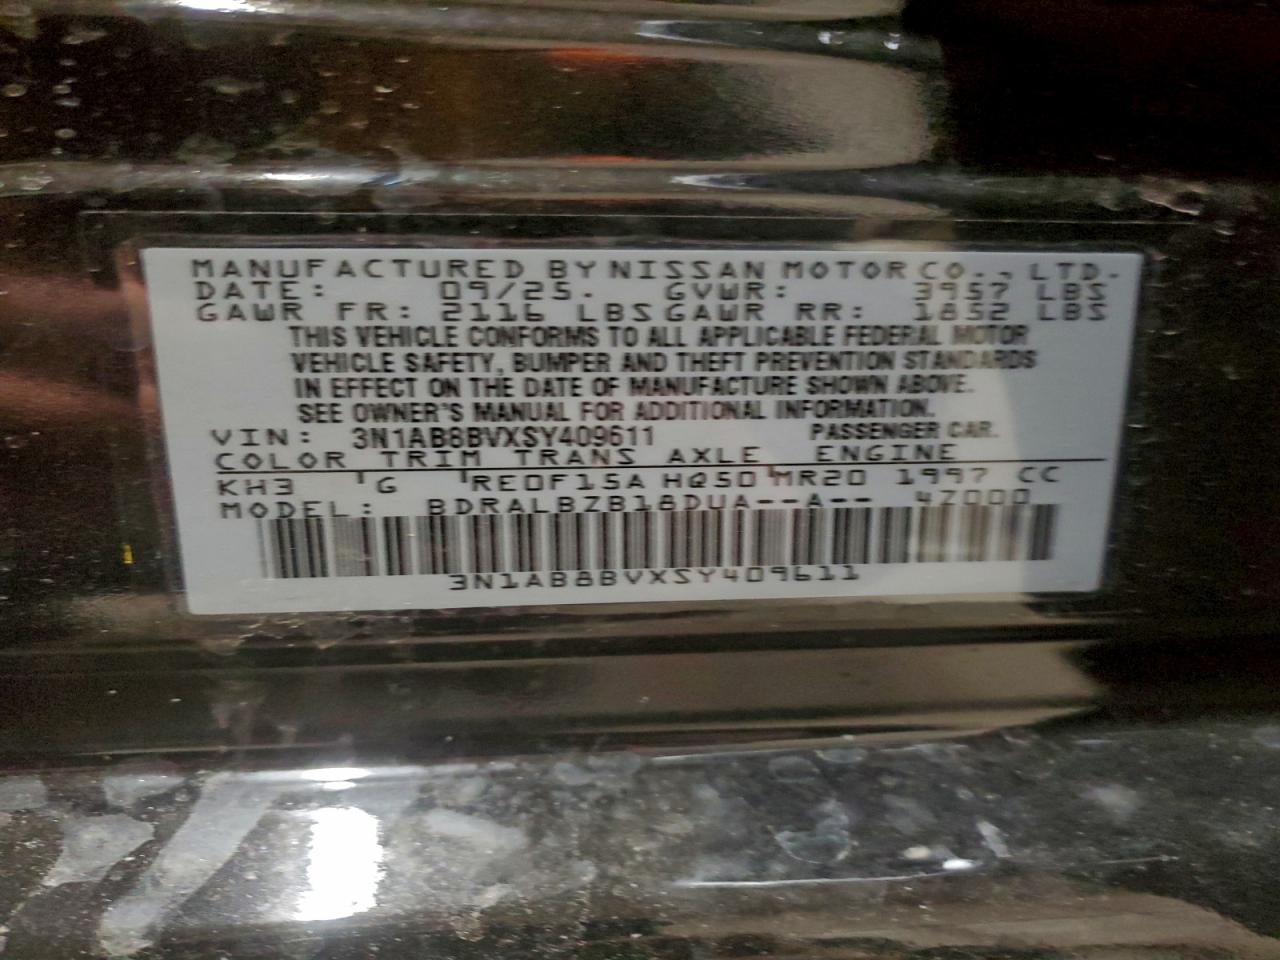 MANUFACTURED BY NISSAN MOTOR CO., LTD.
DATE: 09/25. GVWR: 3957 LBS
GAWR FR: 2116 LBS GAWR RR: 1852 LBS
THIS VEHICLE CONFORMS TO ALL APPLICABLE FEDERAL MOTOR
VEHICLE SAFETY, BUMPER AND THEFT PREVENTION STANDARDS
IN EFFECT ON THE DATE OF MANUFACTURE SHOWN ABOVE.
SEE OWNER'S MANUAL FOR ADDITIONAL INFORMATION.
VIN: 3N1AB8BVXSY409611 PASSENGER CAR.
COLOR TRIM TRANS AXLE ENGINE
KH3 G RE0F15A HQ50 MR20 1997 CC
MODEL: BDRALBZB18DUA--A-- 4Z000
3N1AB8BVXSY409611